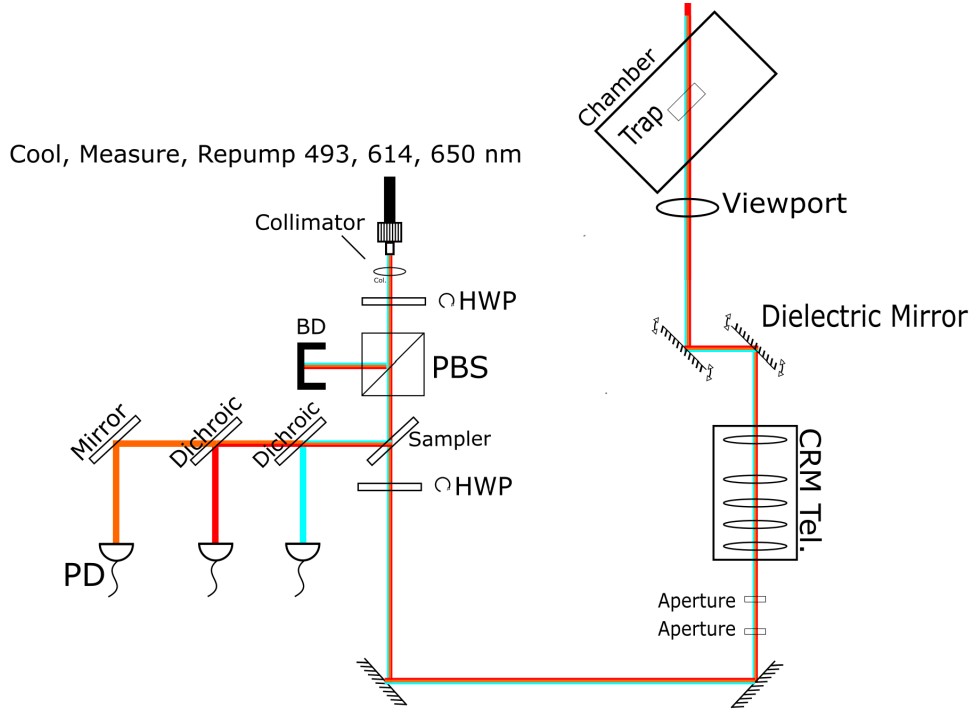 Chamber
Trap
Cool, Measure, Repump 493, 614, 650 nm
Viewport
Collimator
Col.
HWP
BD
PBS
Dielectric Mirror
Mirror
Dichroic
Dichroic
Sampler
HWP
CRM Tel.
PD
Aperture
Aperture